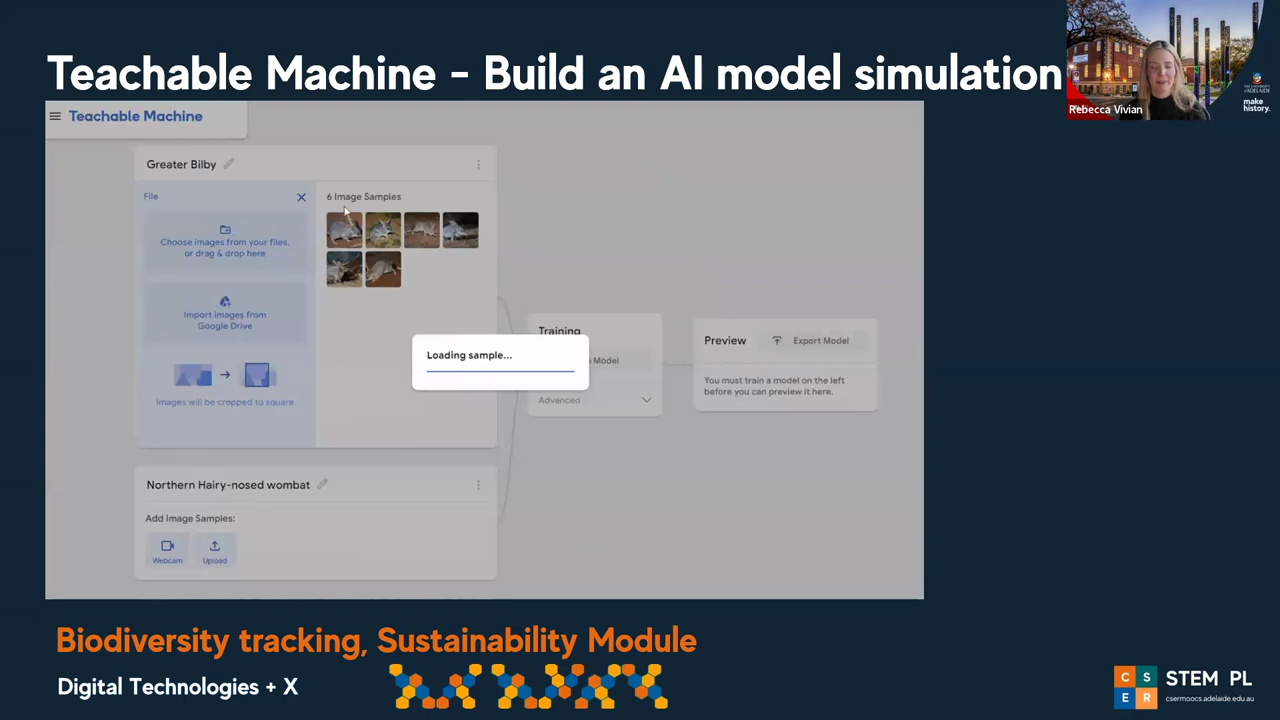 Teachable Machine - Build an AI model simulation
Rebecca Vivian
THE UNIVERSITY
of ADELAIDE
make
history.
Teachable Machine
Greater Bilby
File
6 Image Samples
Choose images from your files,
or drag & drop here
Import images from
Google Drive
Images will be cropped to square
Loading sample...
Training
Model
Advanced
Preview
Export Model
You must train a model on the left
before you can preview it here.
Northern Hairy-nosed wombat
Add Image Samples:
Webcam
Upload
Biodiversity tracking, Sustainability Module
Digital Technologies + X
C S
E R
STEM PL
csermoocs.adelaide.edu.au